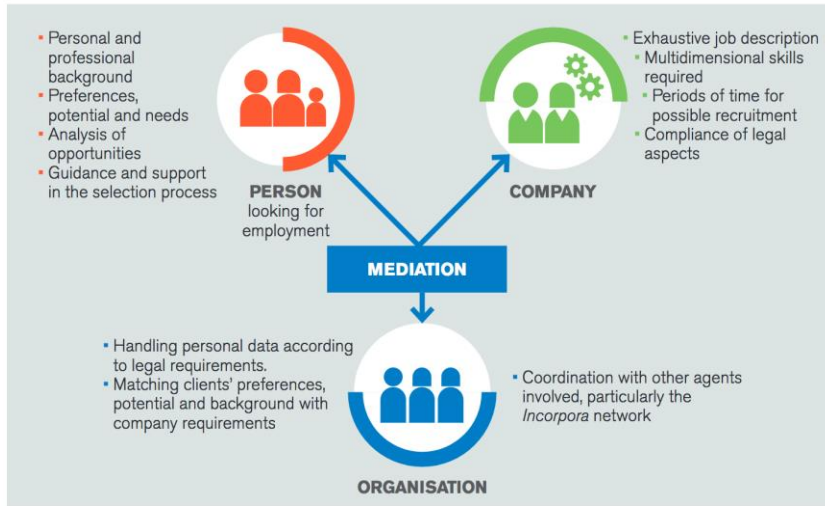 ▪ Personal and
professional
background
▪ Preferences,
potential and needs
▪ Analysis of
opportunities
▪ Guidance and support
in the selection process
PERSON
looking for
employment
▪ Exhaustive job description
▪ Multidimensional skills
required
▪ Periods of time for
possible recruitment
▪ Compliance of legal
aspects
COMPANY
MEDIATION
▪ Handling personal data according
to legal requirements.
▪ Matching clients' preferences,
potential and background with
company requirements
▪ Coordination with other agents
involved, particularly the
Incorpora network
ORGANISATION